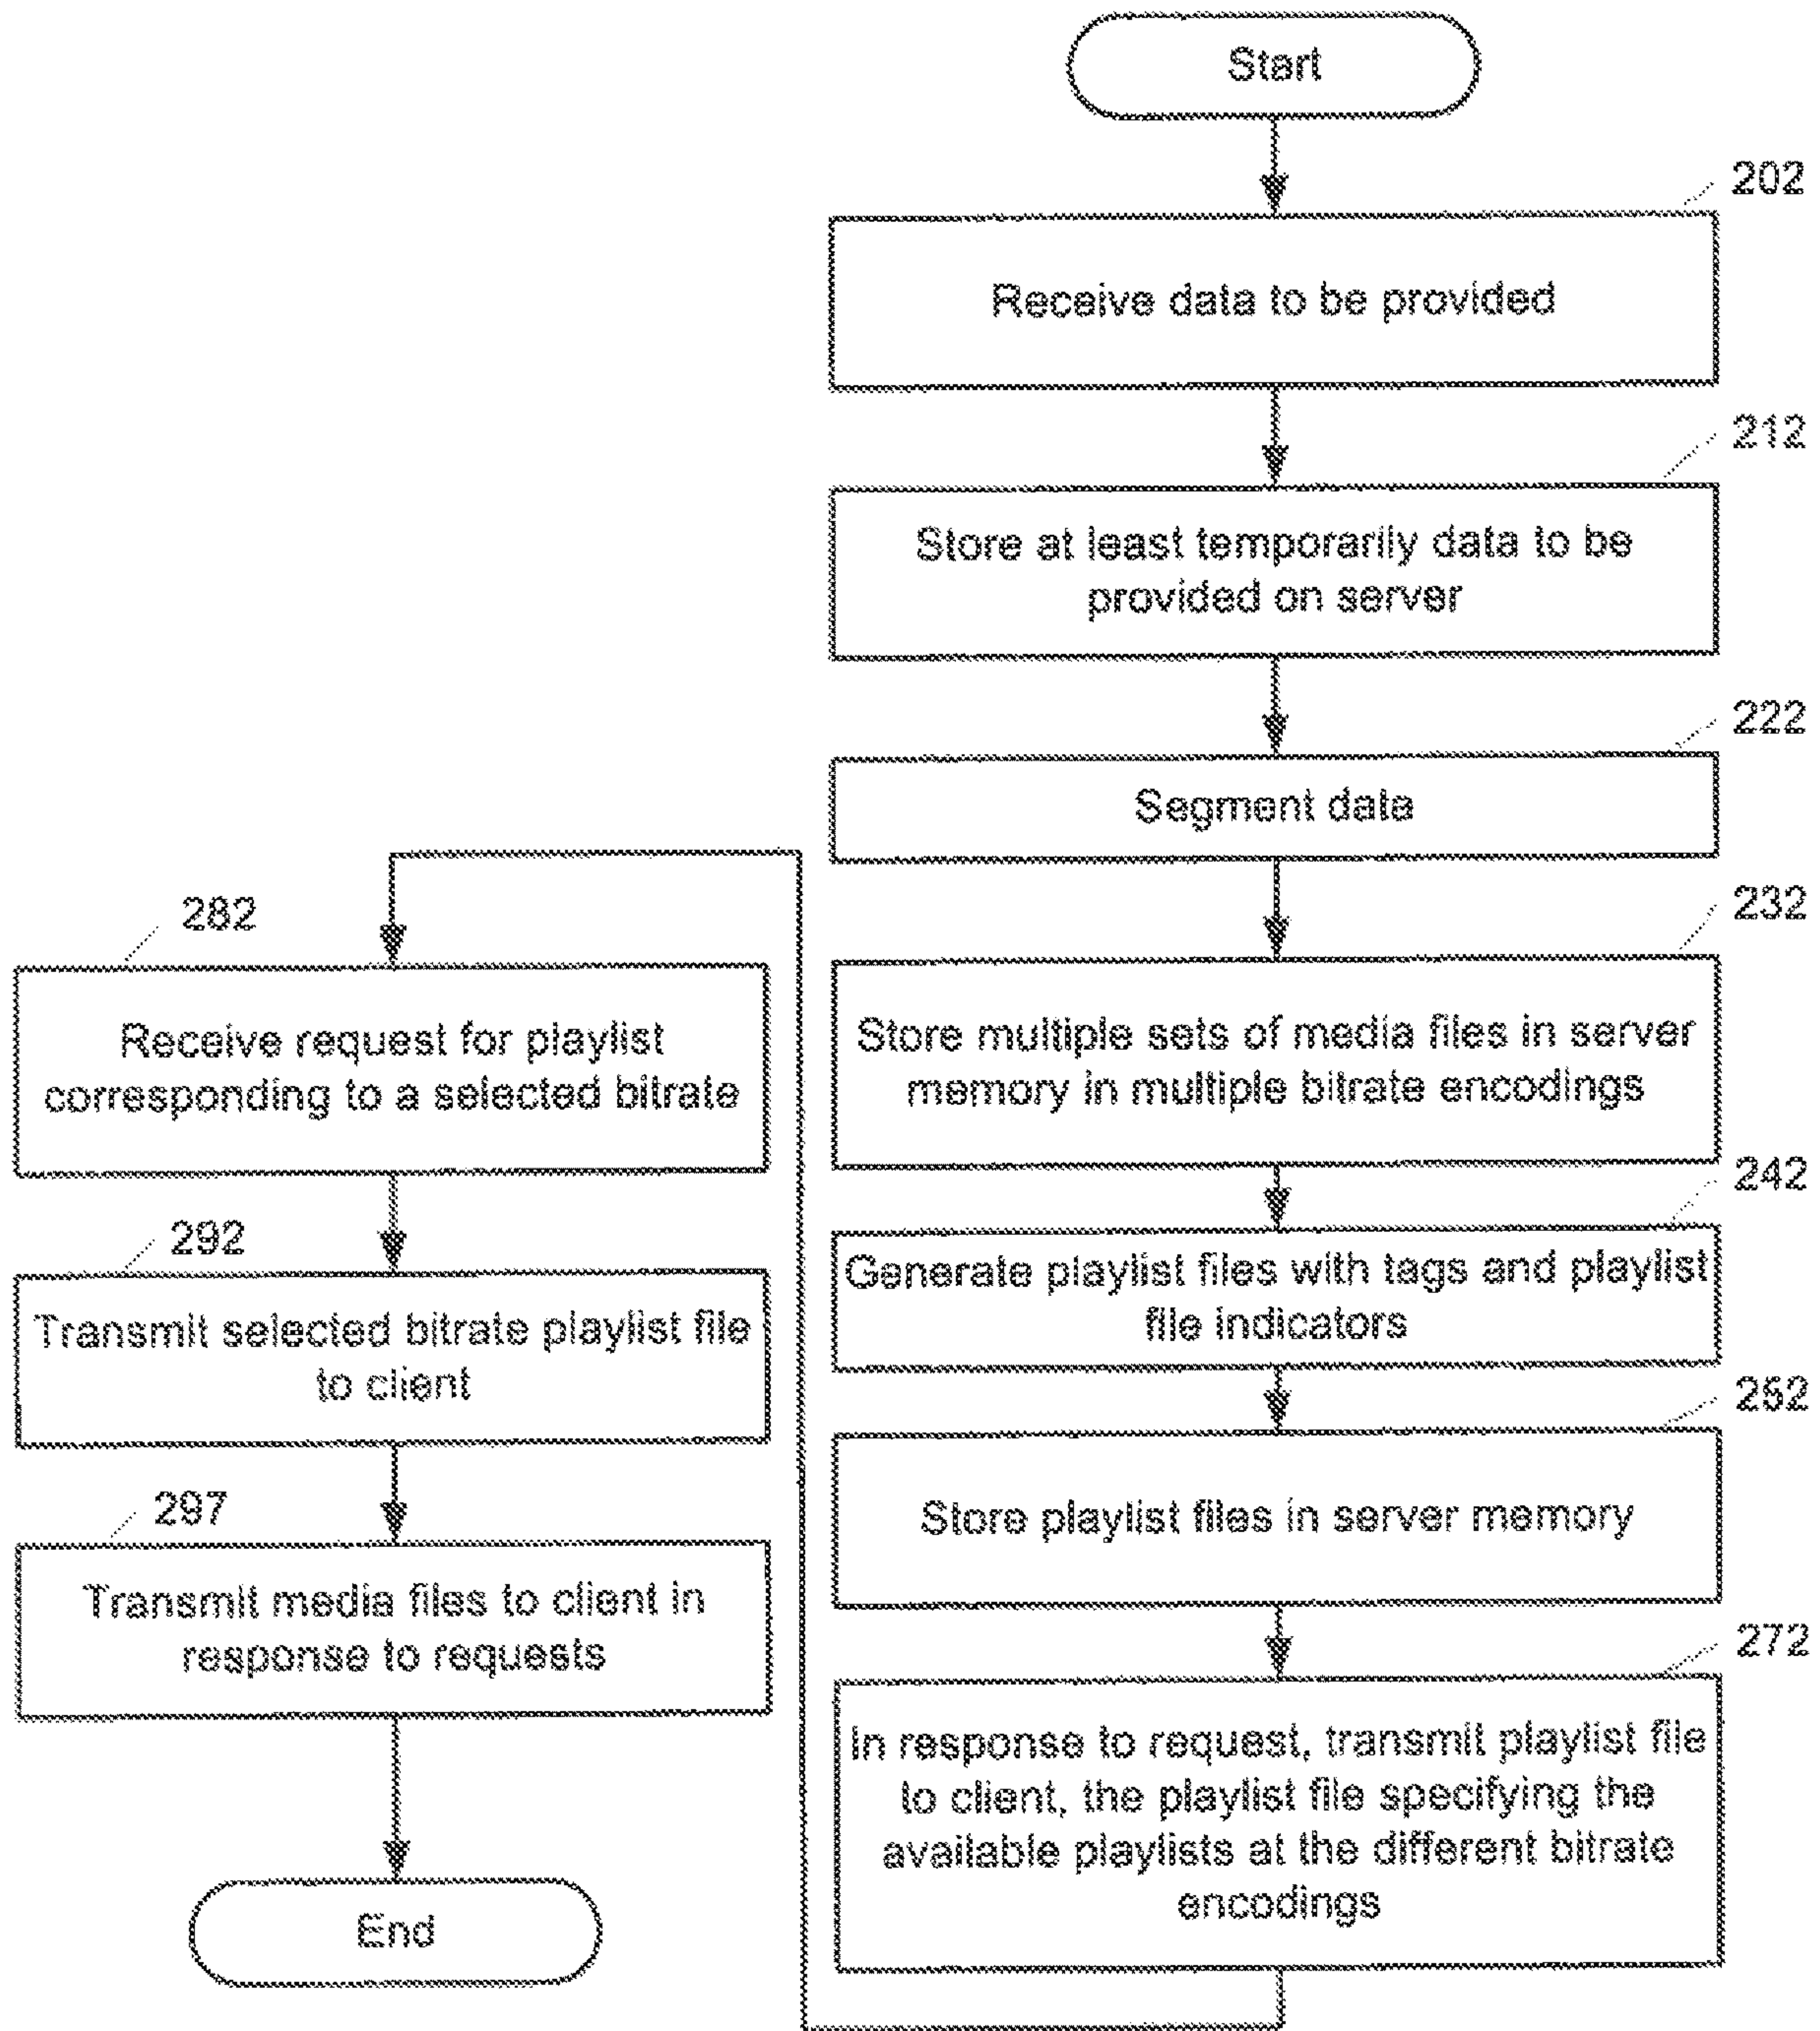 Start
202
Receive data to be provided
212
Store at least temporarily data to be
provided on server
222
Segment data
232
Store multiple sets of media files in server
memory in multiple bitrate encodings
242
Generate playlist files with tags and playlist
file indicators
252
Store playlist files in server memory
272
In response to request, transmit playlist file
to client, the playlist file specifying the
available playlists at the different bitrate
encodings
282
Receive request for playlist
corresponding to a selected bitrate
292
Transmit selected bitrate playlist file
to client
297
Transmit media files to client in
response to requests
End